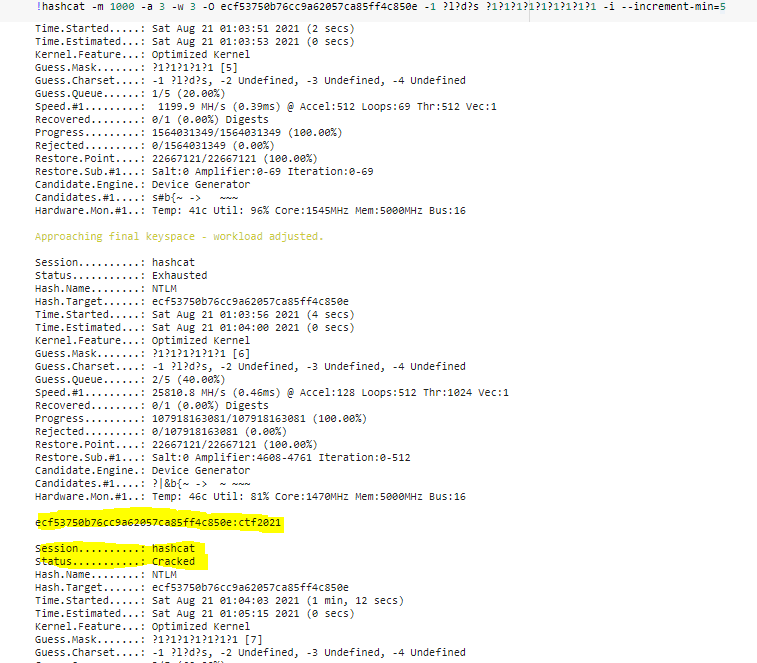 !hashcat -m 1000 -a 3 -w 3 -O ecf53750b76cc9a62057ca85ff4c850e -1 ?l?d?s ?1?1?1?1?1?1?1?1?1 -i --increment-min=5
Time.Started.....: Sat Aug 21 01:03:51 2021 (2 secs)
Time.Estimated...: Sat Aug 21 01:03:53 2021 (0 secs)
Kernel.Feature...: Optimized Kernel
Guess.Mask.......: ?1?1?1?1?1 [5]
Guess.Charset....: -1 ?l?d?s, -2 Undefined, -3 Undefined, -4 Undefined
Guess.Queue......: 1/5 (20.00%)
Speed.#1.........:  1199.9 MH/s (0.39ms) @ Accel:512 Loops:69 Thr:512 Vec:1
Recovered........: 0/1 (0.00%) Digests
Progress.........: 1564031349/1564031349 (100.00%)
Rejected.........: 0/1564031349 (0.00%)
Restore.Point....: 22667121/22667121 (100.00%)
Restore.Sub.#1...: Salt:0 Amplifier:0-69 Iteration:0-69
Candidate.Engine.: Device Generator
Candidates.#1....: s#b{~ ->   ~~~
Hardware.Mon.#1..: Temp: 41c Util: 96% Core:1545MHz Mem:5000MHz Bus:16
Approaching final keyspace - workload adjusted.
Session..........: hashcat
Status...........: Exhausted
Hash.Name........: NTLM
Hash.Target......: ecf53750b76cc9a62057ca85ff4c850e
Time.Started.....: Sat Aug 21 01:03:56 2021 (4 secs)
Time.Estimated...: Sat Aug 21 01:04:00 2021 (0 secs)
Kernel.Feature...: Optimized Kernel
Guess.Mask.......: ?1?1?1?1?1?1 [6]
Guess.Charset....: -1 ?l?d?s, -2 Undefined, -3 Undefined, -4 Undefined
Guess.Queue......: 2/5 (40.00%)
Speed.#1.........: 25810.8 MH/s (0.46ms) @ Accel:128 Loops:512 Thr:1024 Vec:1
Recovered........: 0/1 (0.00%) Digests
Progress.........: 107918163081/107918163081 (100.00%)
Rejected.........: 0/107918163081 (0.00%)
Restore.Point....: 22667121/22667121 (100.00%)
Restore.Sub.#1...: Salt:0 Amplifier:4608-4761 Iteration:0-512
Candidate.Engine.: Device Generator
Candidates.#1....: ?|&b{~ ->  ~ ~~~
Hardware.Mon.#1..: Temp: 46c Util: 81% Core:1470MHz Mem:5000MHz Bus:16
ecf53750b76cc9a62057ca85ff4c850e:ctf2021
Session..........: hashcat
Status...........: Cracked
Hash.Name........: NTLM
Hash.Target......: ecf53750b76cc9a62057ca85ff4c850e
Time.Started.....: Sat Aug 21 01:04:03 2021 (1 min, 12 secs)
Time.Estimated...: Sat Aug 21 01:05:15 2021 (0 secs)
Kernel.Feature...: Optimized Kernel
Guess.Mask.......: ?1?1?1?1?1?1?1 [7]
Guess.Charset....: -1 ?l?d?s, -2 Undefined, -3 Undefined, -4 Undefined